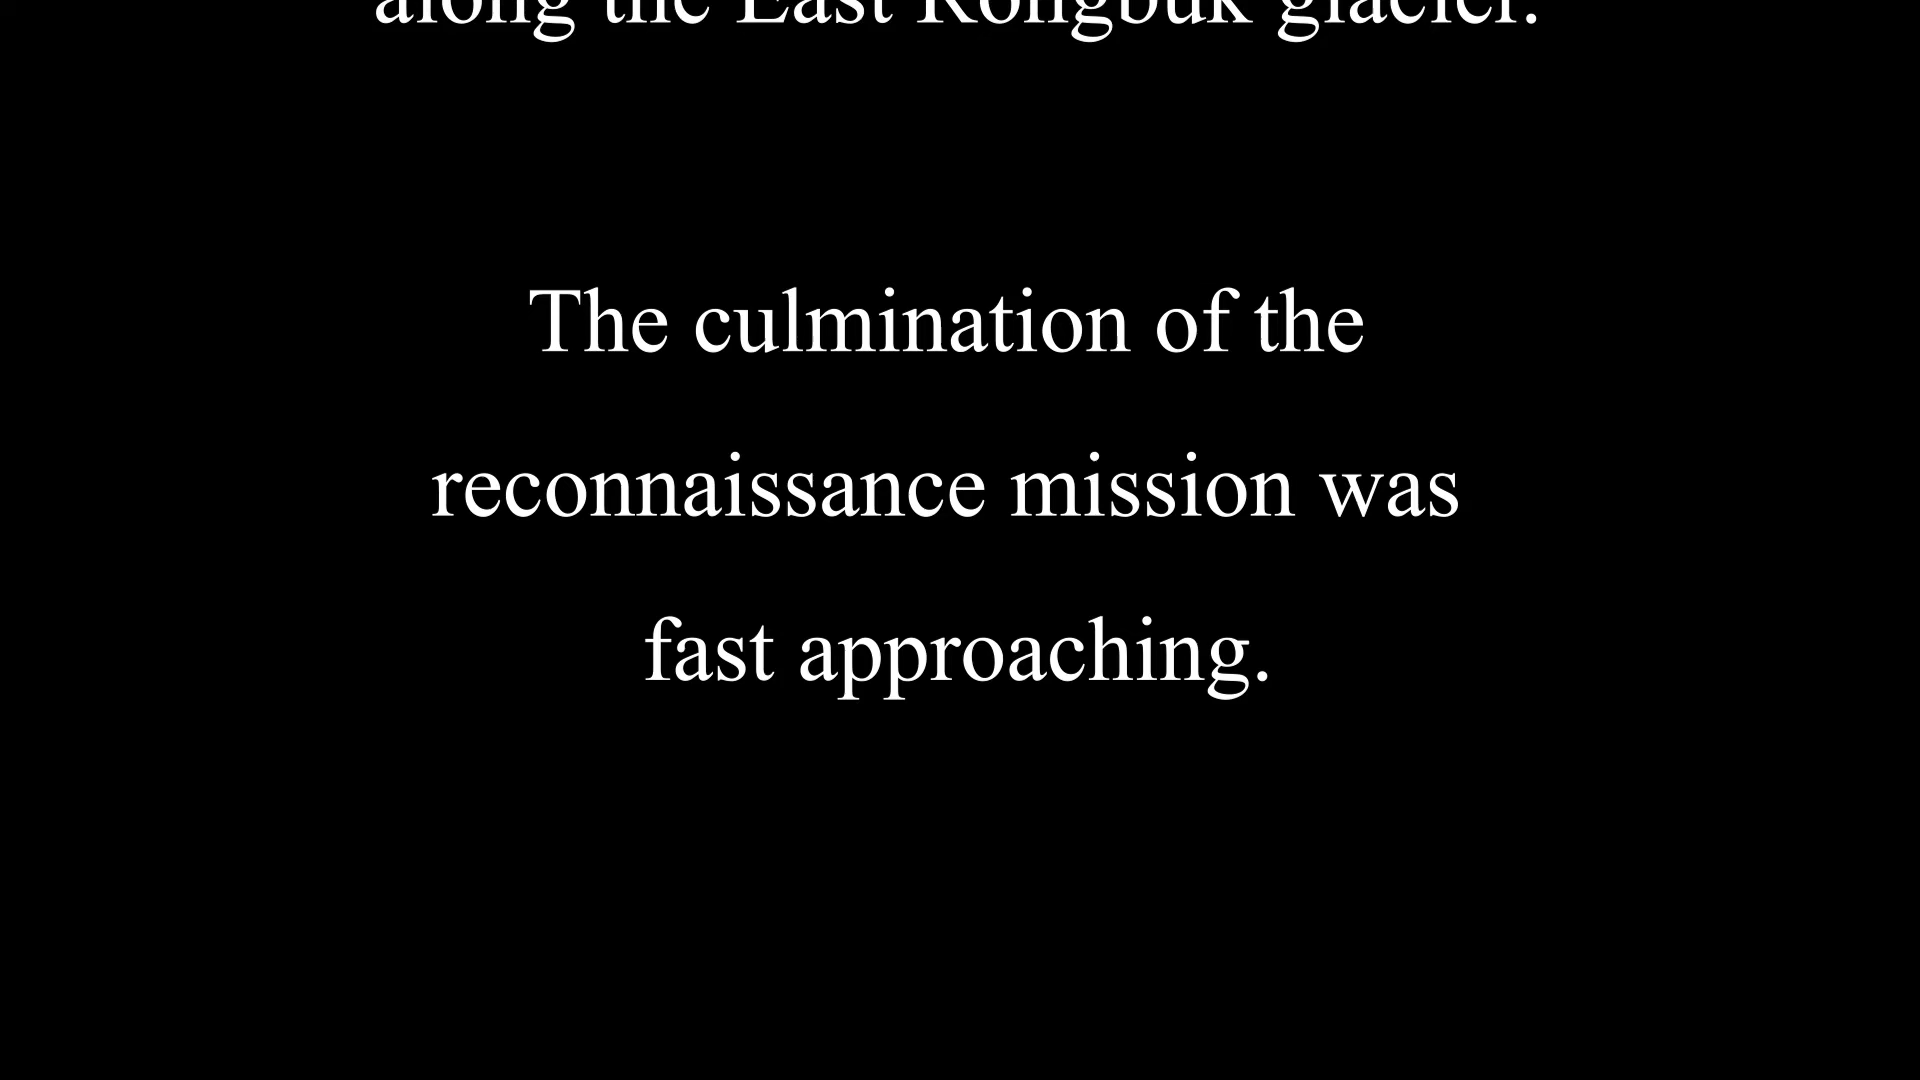 along the East Rongbuk glacier.
The culmination of the
reconnaissance mission was
fast approaching.